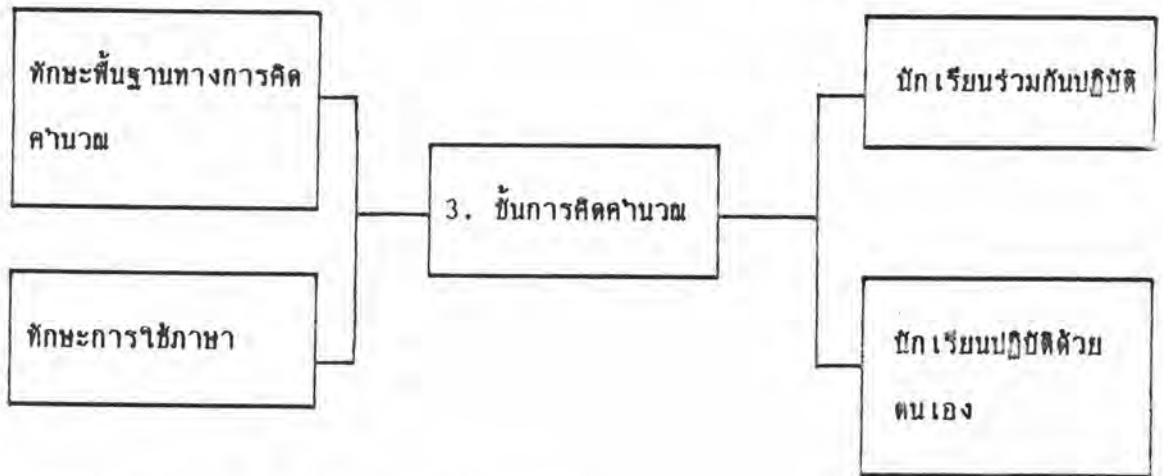 ทักษะพื้นฐานทางการคิด
คำนวณ
ทักษะการใช้ภาษา
3. ขั้นการคิดคำนวณ
นักเรียนร่วมกันปฏิบัติ
นักเรียนปฏิบัติด้วย
ตนเอง